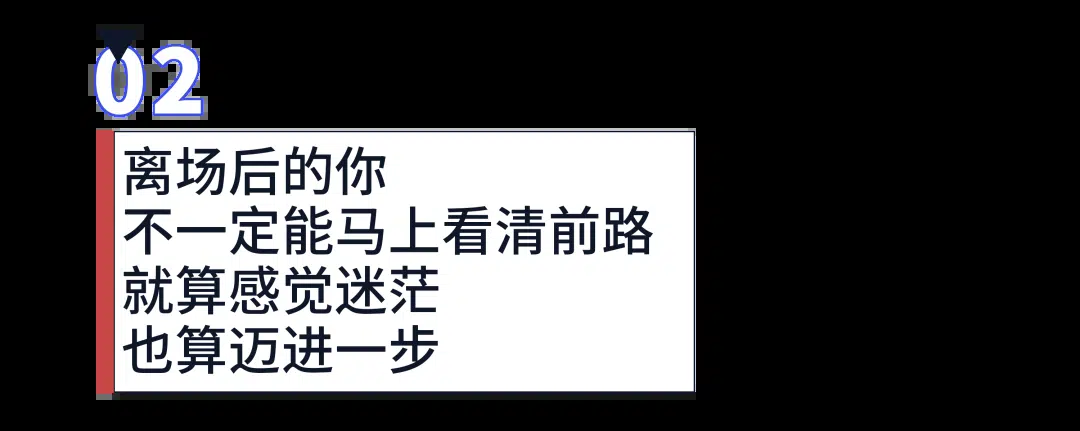 02
离场后的你
不一定能马上看清前路
就算感觉迷茫
也算迈进一步